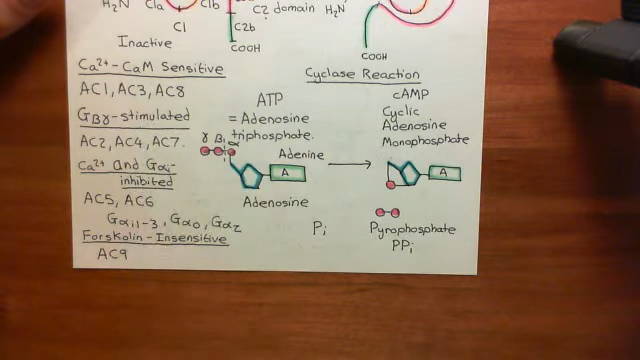 H₂N C1a C1b C2 domain H₂N
C1 C2b
Inactive COOH
COOH
Ca²⁺-CaM Sensitive
AC1, AC3, AC8
Gβγ-stimulated
AC2, AC4, AC7.
Ca²⁺ and Gαi-
inhibited
AC5, AC6
Gαi1-3, Gαo, Gαz
Forskolin-Insensitive
AC9
Cyclase Reaction
ATP
= Adenosine
triphosphate.
γ β α
Adenine
A
Adenosine
Pi
cAMP
Cyclic
Adenosine
Monophosphate
A
Pyrophosphate
PPi